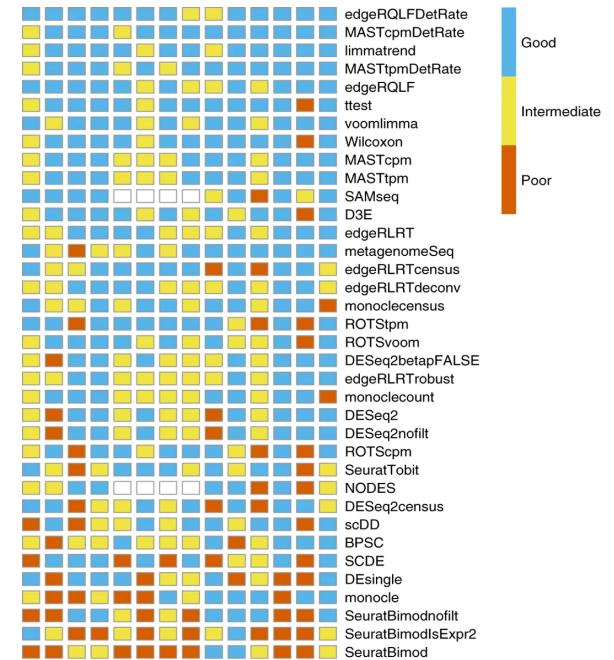 edgeRQLFDetRate
MASTcpmDetRate
limmatrend
MASTtpmDetRate
edgeRQLF
ttest
voomlimma
Wilcoxon
MASTcpm
MASTtpm
SAMseq
D3E
edgeRLRT
metagenomeSeq
edgeRLRTcensus
edgeRLRTdeconv
monoclecensus
ROTStpm
ROTSvoom
DESeq2betapFALSE
edgeRLRTrobust
monoclecount
DESeq2
DESeq2nofilt
ROTScpm
SeuratTobit
NODES
DESeq2census
scDD
BPSC
SCDE
DEsingle
monocle
SeuratBimodnofilt
SeuratBimodIsExpr2
SeuratBimod
Good
Intermediate
Poor